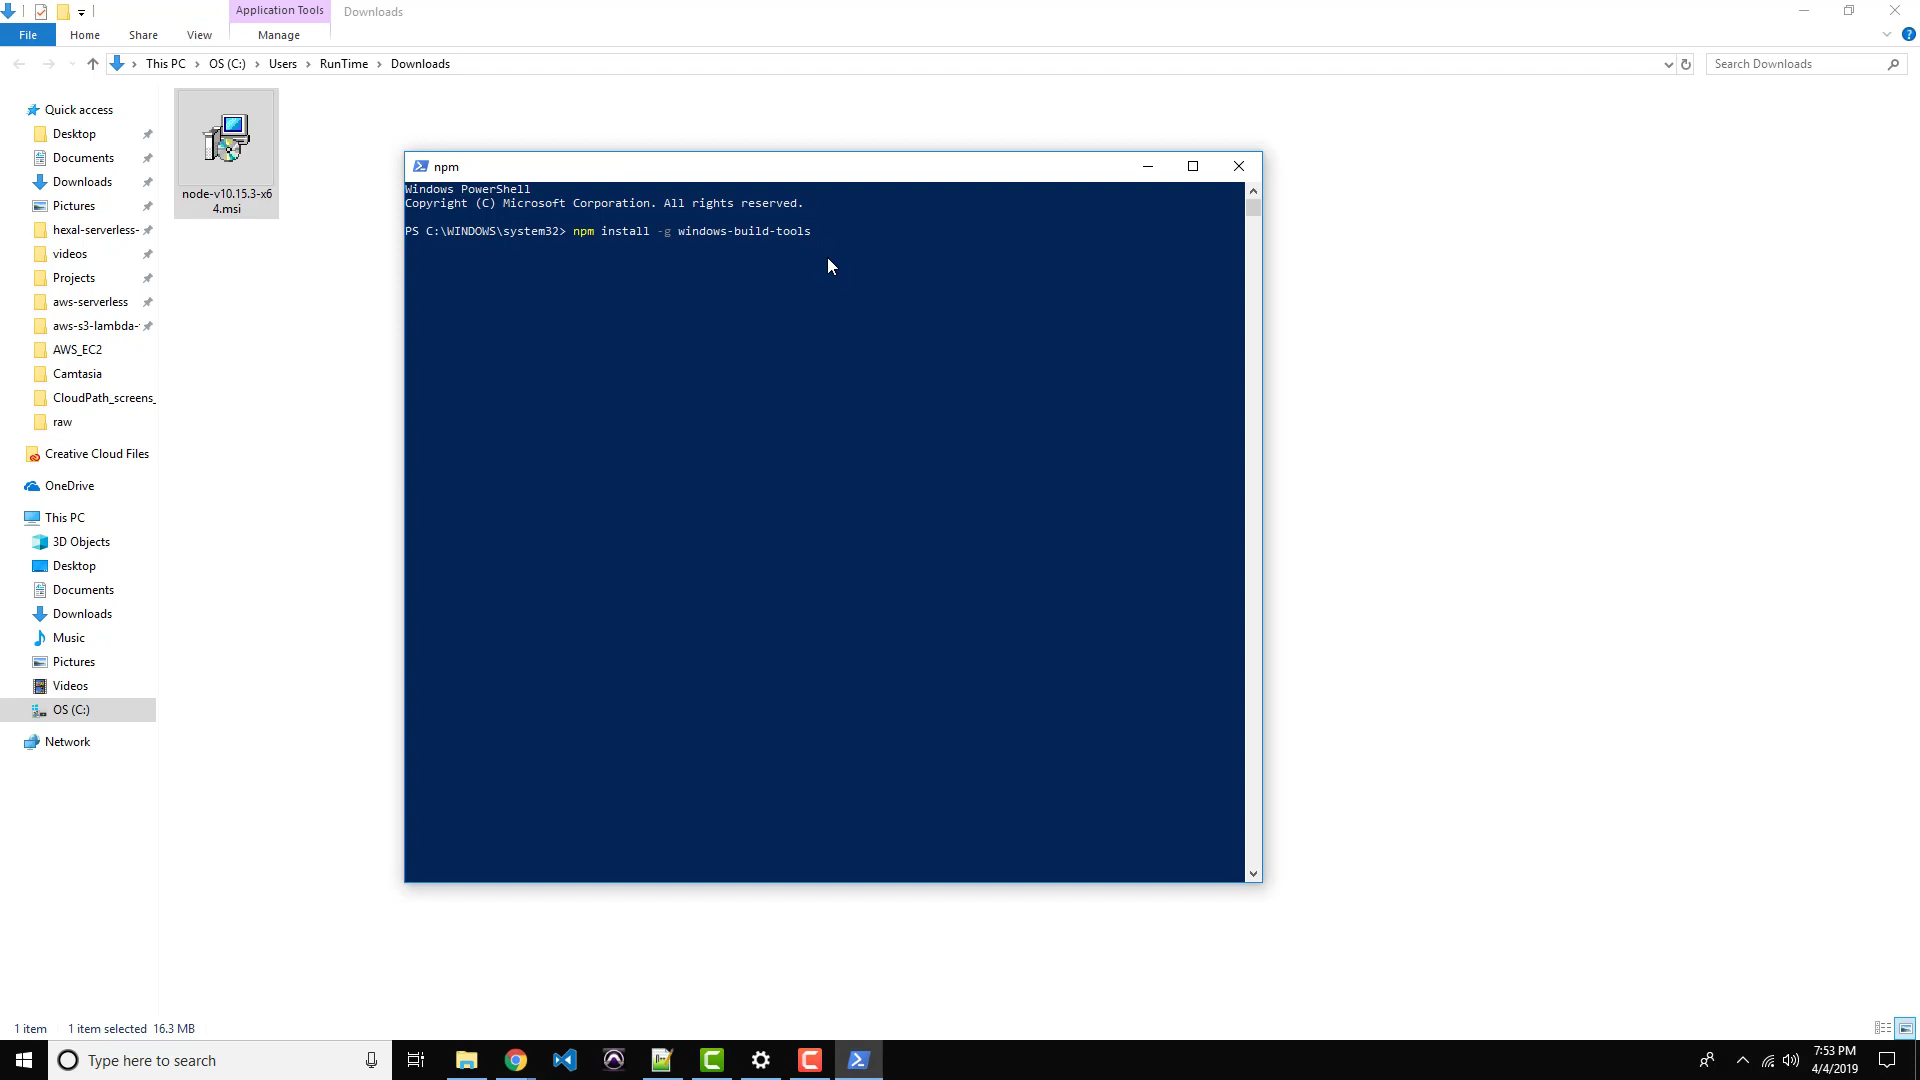 Application Tools
Downloads
File
Home
Share
View
Manage
This PC
OS (C:)
Users
RunTime
Downloads
Search Downloads
Quick access
Desktop
Documents
Downloads
Pictures
hexal-serverless-
videos
Projects
aws-serverless
aws-s3-lambda-
AWS_EC2
Camtasia
CloudPath_screens_
raw
Creative Cloud Files
OneDrive
This PC
3D Objects
Desktop
Documents
Downloads
Music
Pictures
Videos
OS (C:)
Network
node-v10.15.3-x6
4.msi
npm
Windows PowerShell
Copyright (C) Microsoft Corporation. All rights reserved.
PS C:\WINDOWS\system32> npm install -g windows-build-tools
1 item
1 item selected 16.3 MB
Type here to search
7:53 PM
4/4/2019